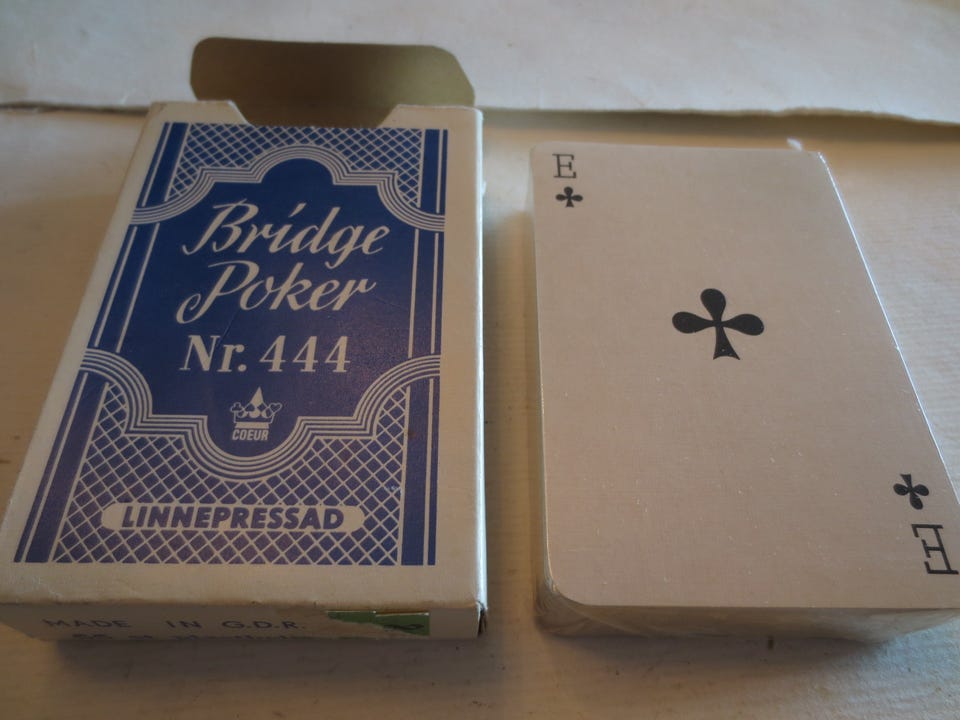 Bridge
Poker
Nr. 444
COEUR
LINNEPRESSAD
MADE IN G.D.R.
E
E